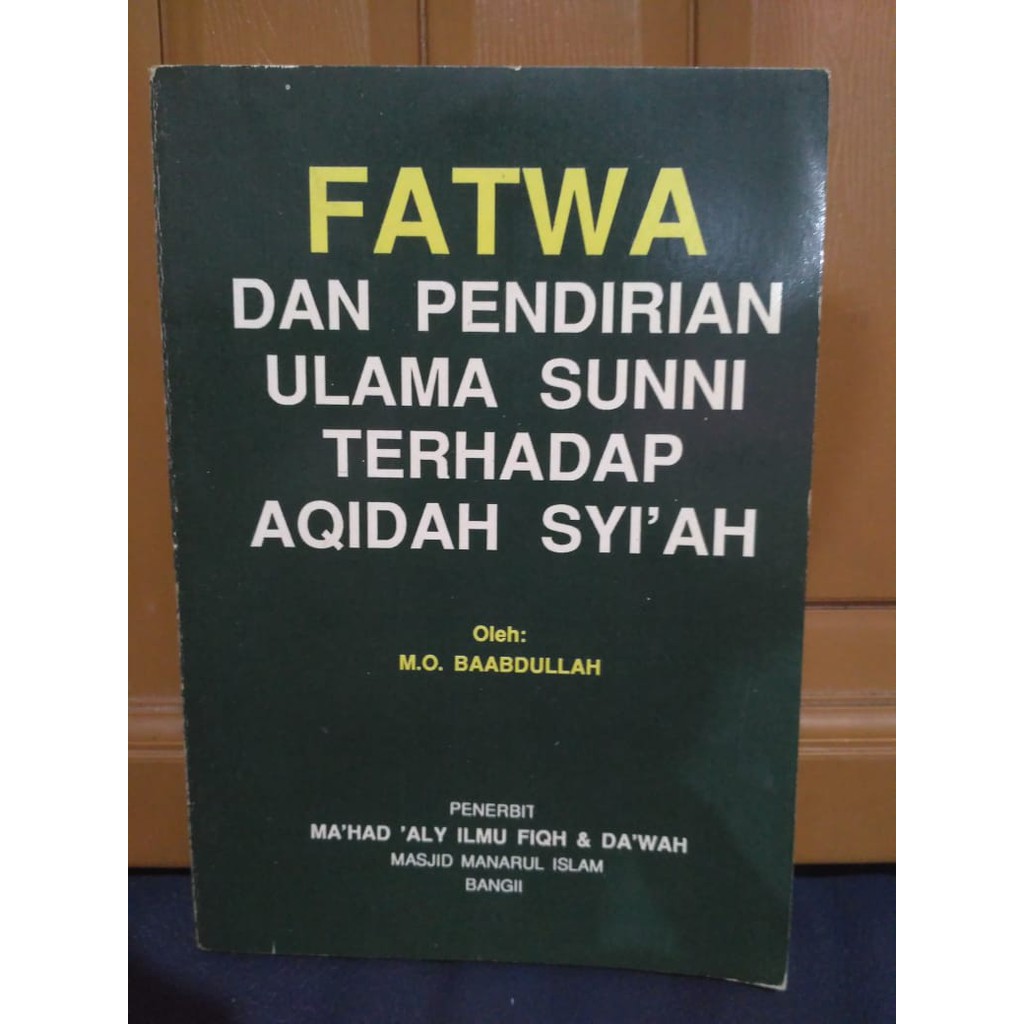 FATWA
DAN PENDIRIAN
ULAMA SUNNI
TERHADAP
AQIDAH SYI'AH
Oleh:
M.O. BAABDULLAH
PENERBIT
MA'HAD 'ALY ILMU FIQH & DA'WAH
MASJID MANARUL ISLAM
BANGII